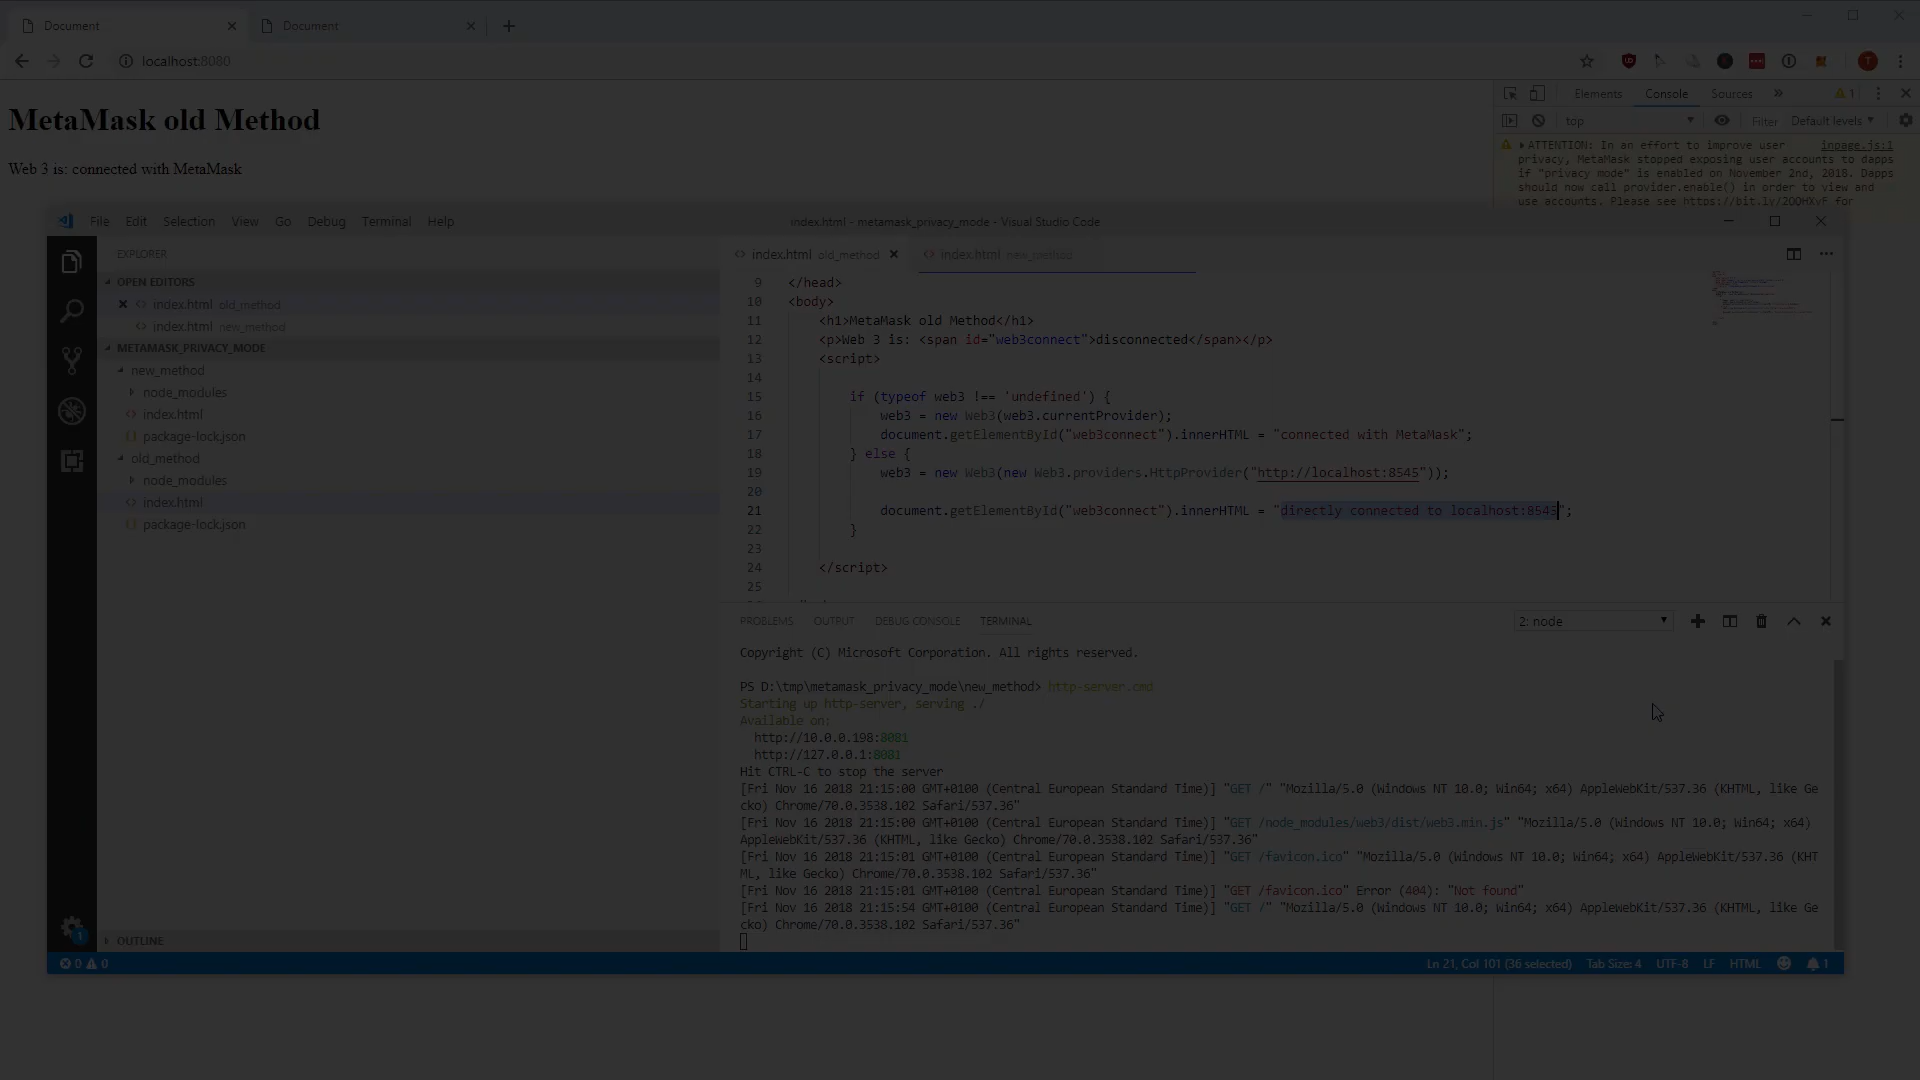 Document
Document
localhost:8080
MetaMask old Method
Web 3 is: connected with MetaMask
Elements
Console
Sources
1
top
Filter
Default levels
ATTENTION: In an effort to improve user
inpage.js:1
privacy, MetaMask stopped exposing user accounts to dapps
if "privacy mode" is enabled on November 2nd, 2018. Dapps
should now call provider.enable() in order to view and
use accounts. Please see https://bit.ly/2QQHXvF for
File Edit Selection View Go Debug Terminal Help
index.html - metamask_privacy_mode - Visual Studio Code
EXPLORER
OPEN EDITORS
index.html old_method
index.html new_method
METAMASK_PRIVACY_MODE
new_method
node_modules
index.html
package-lock.json
old_method
node_modules
index.html
package-lock.json
OUTLINE
index.html old_method
index.html new_method
9 </head>
10 <body>
11 <h1>MetaMask old Method</h1>
12 <p>Web 3 is: <span id="web3connect">disconnected</span></p>
13 <script>
14
15 if (typeof web3 !== 'undefined') {
16 web3 = new Web3(web3.currentProvider);
17 document.getElementById("web3connect").innerHTML = "connected with MetaMask";
18 } else {
19 web3 = new Web3(new Web3.providers.HttpProvider("http://localhost:8545"));
20
21 document.getElementById("web3connect").innerHTML = "directly connected to localhost:8545";
22 }
23
24 </script>
25
PROBLEMS OUTPUT DEBUG CONSOLE TERMINAL
2: node
Copyright (C) Microsoft Corporation. All rights reserved.
PS D:\tmp\metamask_privacy_mode\new_method> http-server.cmd
Starting up http-server, serving ./
Available on:
http://10.0.0.198:8081
http://127.0.0.1:8081
Hit CTRL-C to stop the server
[Fri Nov 16 2018 21:15:00 GMT+0100 (Central European Standard Time)] "GET /" "Mozilla/5.0 (Windows NT 10.0; Win64; x64) AppleWebKit/537.36 (KHTML, like Ge
cko) Chrome/70.0.3538.102 Safari/537.36"
[Fri Nov 16 2018 21:15:00 GMT+0100 (Central European Standard Time)] "GET /node_modules/web3/dist/web3.min.js" "Mozilla/5.0 (Windows NT 10.0; Win64; x64)
AppleWebKit/537.36 (KHTML, like Gecko) Chrome/70.0.3538.102 Safari/537.36"
[Fri Nov 16 2018 21:15:01 GMT+0100 (Central European Standard Time)] "GET /favicon.ico" "Mozilla/5.0 (Windows NT 10.0; Win64; x64) AppleWebKit/537.36 (KHT
ML, like Gecko) Chrome/70.0.3538.102 Safari/537.36"
[Fri Nov 16 2018 21:15:01 GMT+0100 (Central European Standard Time)] "GET /favicon.ico" Error (404): "Not found"
[Fri Nov 16 2018 21:15:54 GMT+0100 (Central European Standard Time)] "GET /" "Mozilla/5.0 (Windows NT 10.0; Win64; x64) AppleWebKit/537.36 (KHTML, like Ge
cko) Chrome/70.0.3538.102 Safari/537.36"
0 0
Ln 21, Col 101 (36 selected) Tab Size: 4 UTF-8 LF HTML 1